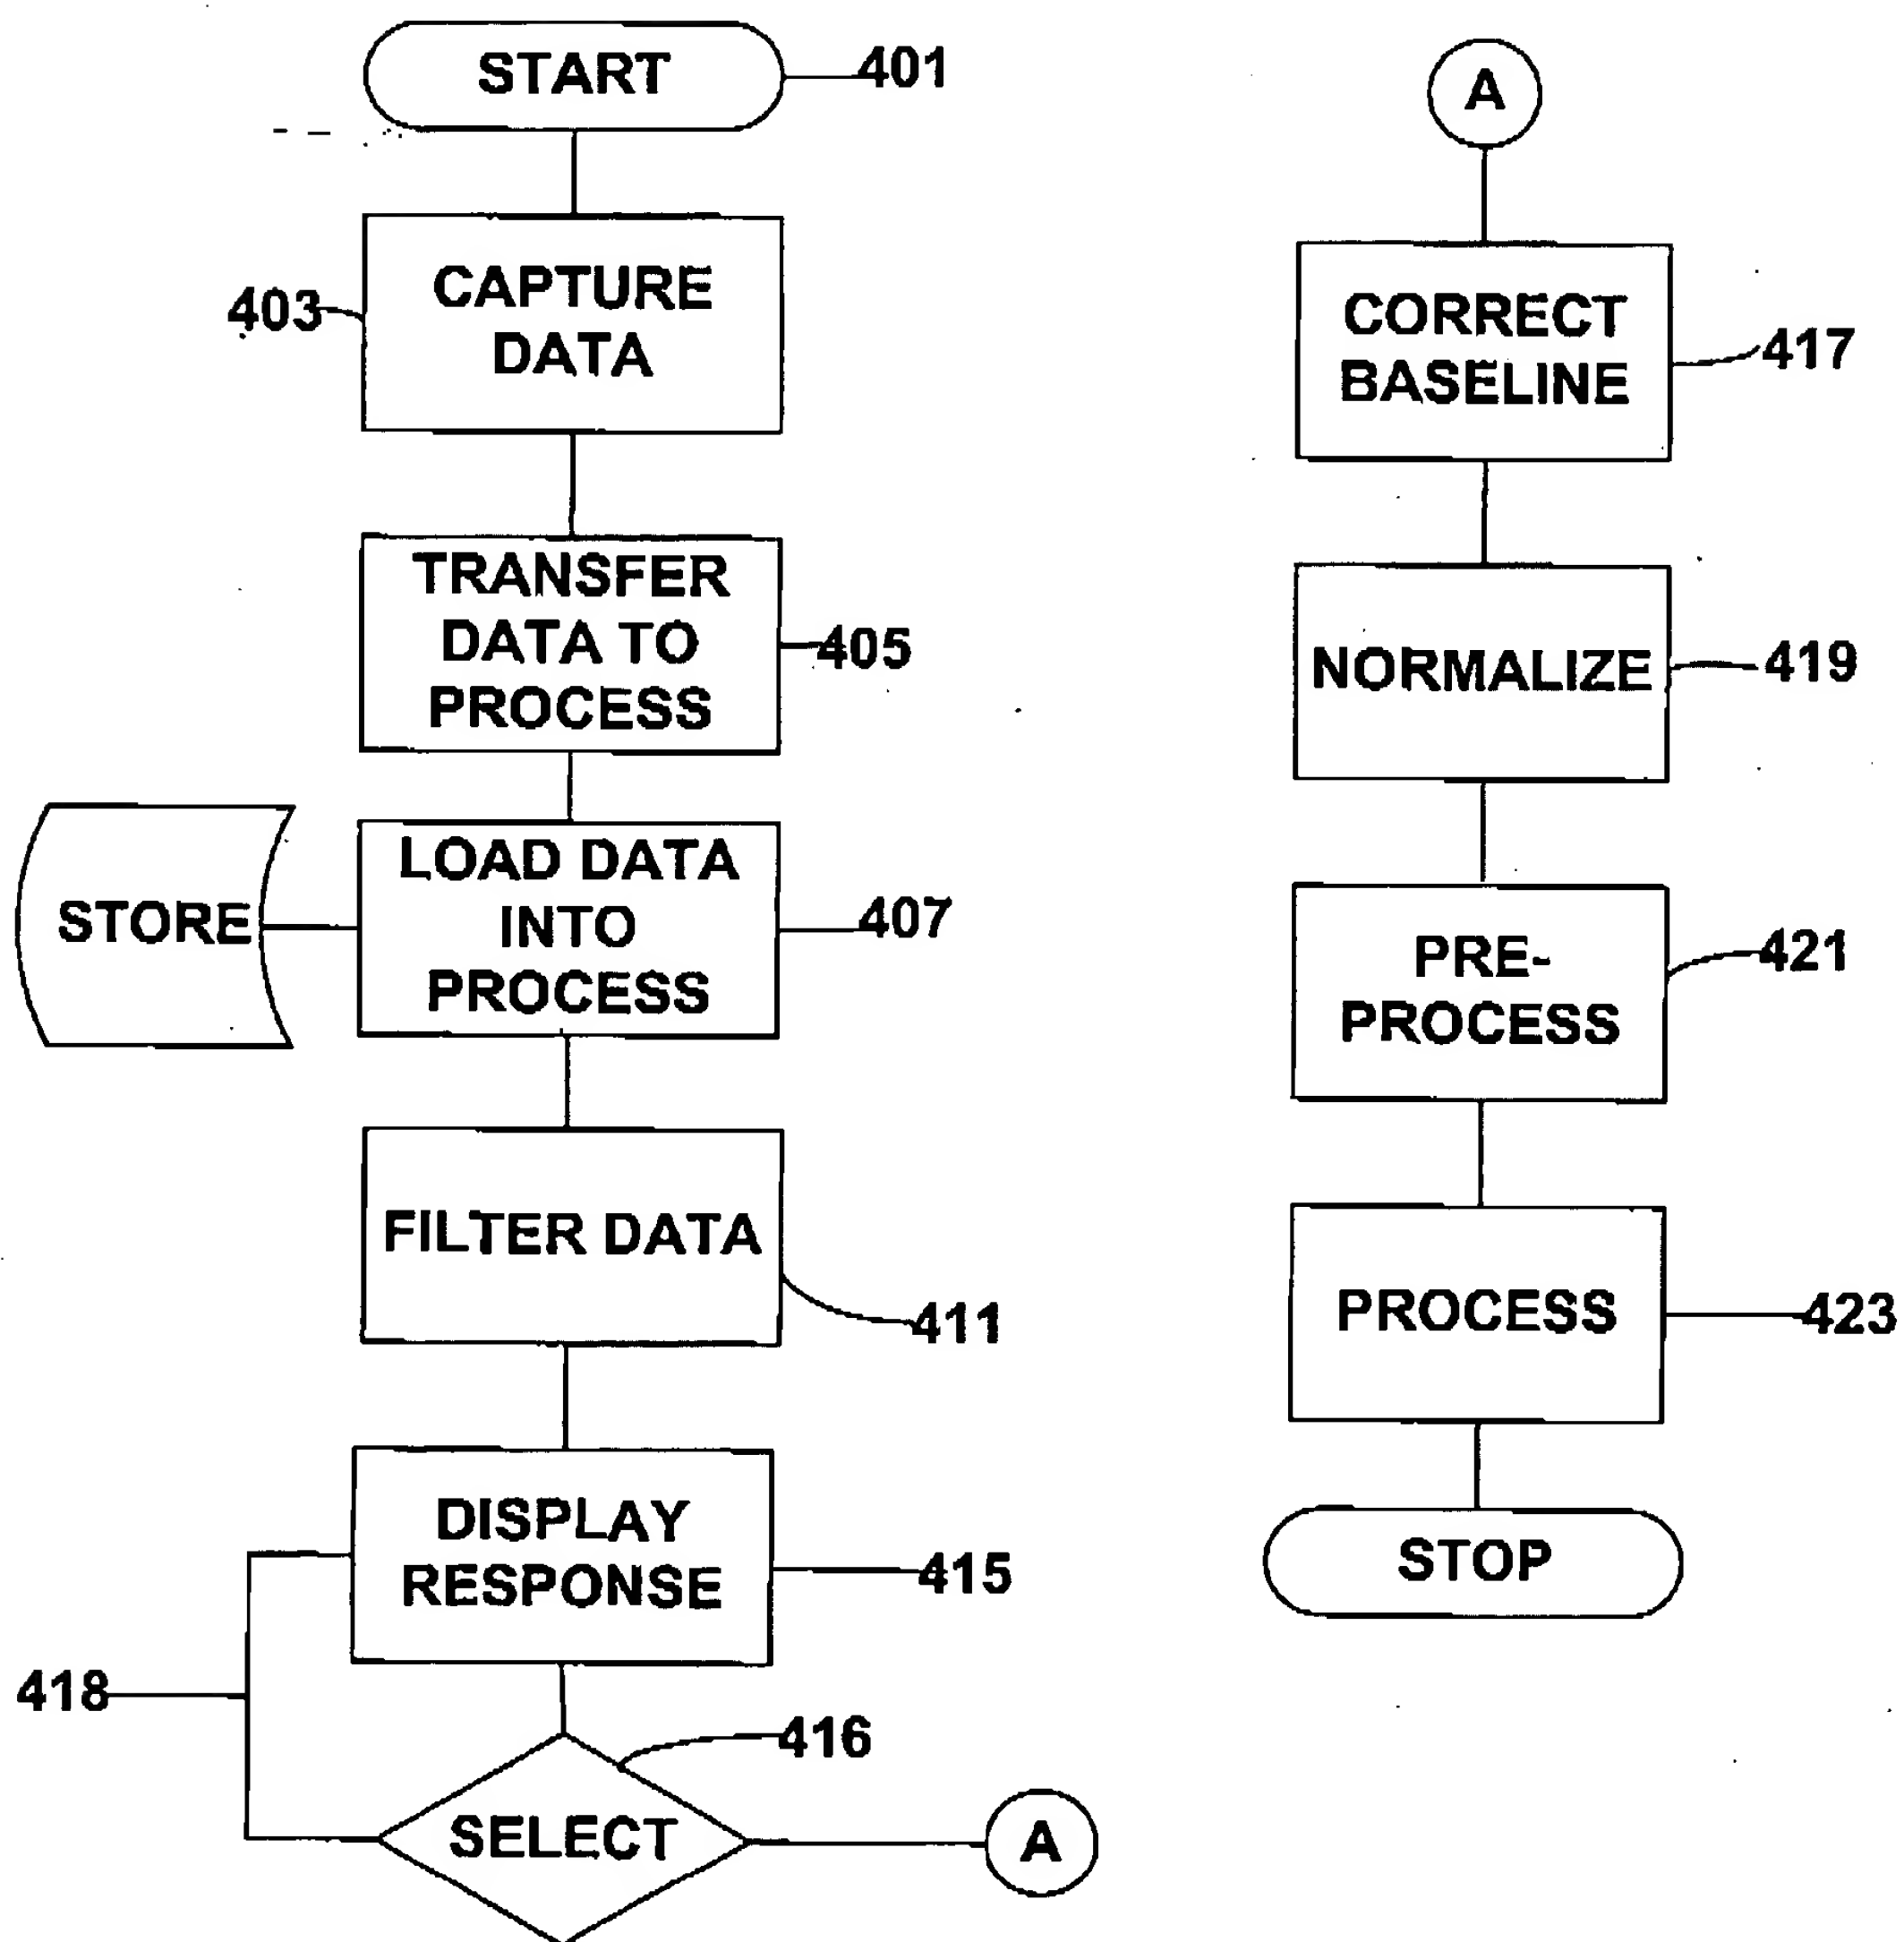 START
401
CAPTURE
DATA
403
TRANSFER
DATA TO
PROCESS
405
STORE
LOAD DATA
INTO
PROCESS
407
FILTER DATA
411
DISPLAY
RESPONSE
415
418
416
SELECT
A
A
CORRECT
BASELINE
417
NORMALIZE
419
PRE-
PROCESS
421
PROCESS
423
STOP